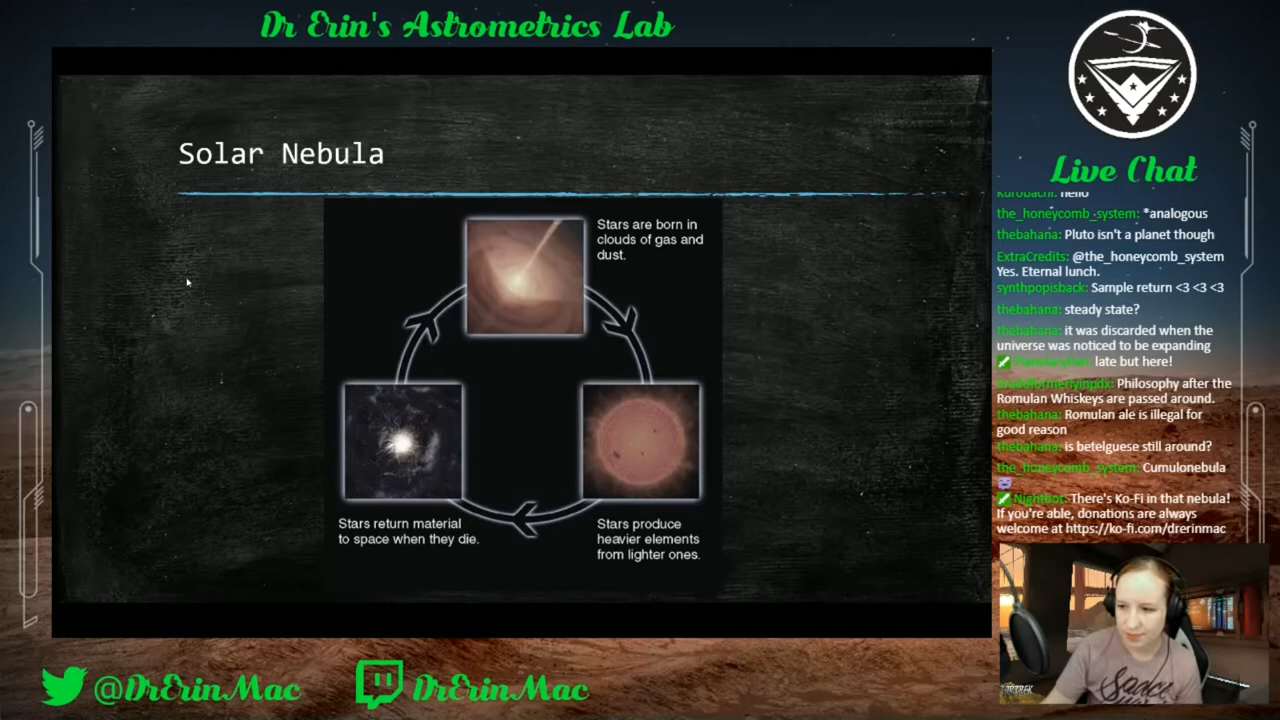 Dr Erin's Astrometrics Lab
Solar Nebula
Stars are born in
clouds of gas and
dust.
Stars return material
to space when they die.
Stars produce
heavier elements
from lighter ones.
Live Chat
Kurobachi: hello
the_honeycomb_system: *analogous
thebahana: Pluto isn't a planet though
ExtraCredits: @the_honeycomb_system
Yes. Eternal lunch.
synthpopisback: Sample return <3 <3 <3
thebahana: steady state?
thebahana: it was discarded when the
universe was noticed to be expanding
late but here!
Philosophy after the
Romulan Whiskeys are passed around.
thebahana: Romulan ale is illegal for
good reason
thebahana: is betelguese still around?
the_honeycomb_system: Cumulonebula
Nightbot: There's Ko-Fi in that nebula!
If you're able, donations are always
welcome at https://ko-fi.com/drerinmac
@DrErinMac
DrErinMac
Space